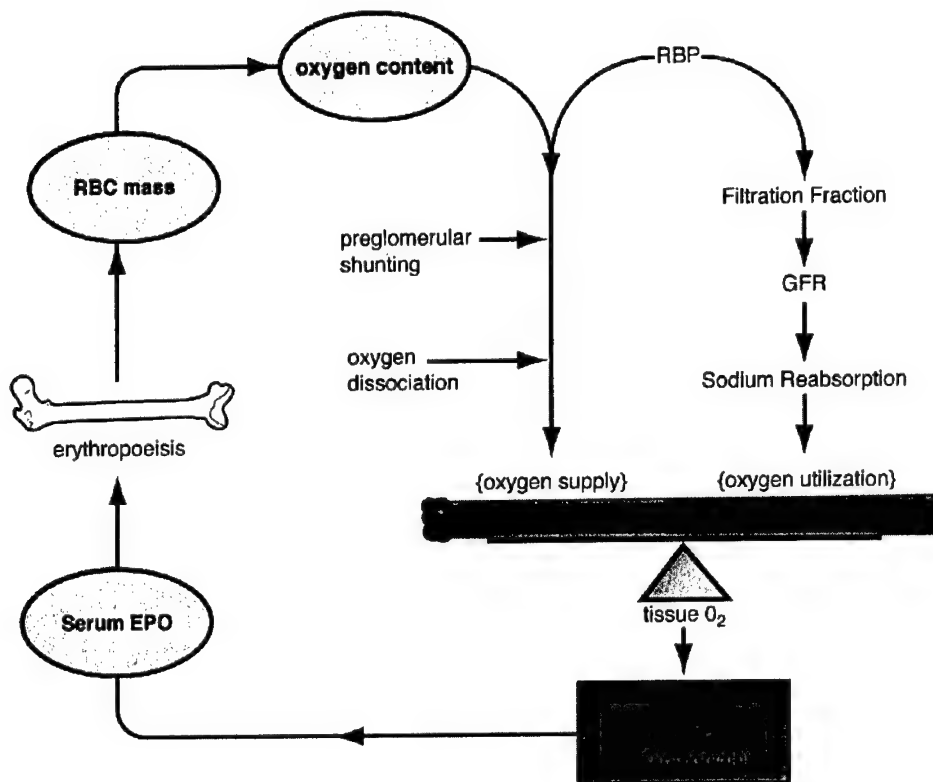 oxygen content
RBP
RBC mass
Filtration Fraction
preglomerular
shunting
GFR
oxygen
dissociation
Sodium Reabsorption
erythropoeisis
{oxygen supply}
{oxygen utilization}
Serum EPO
tissue 0₂